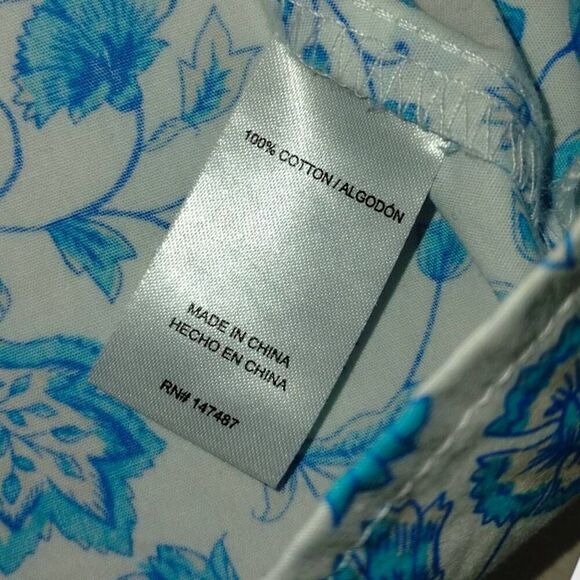 100% COTTON / ALGODÓN
MADE IN CHINA
HECHO EN CHINA
RN# 147487